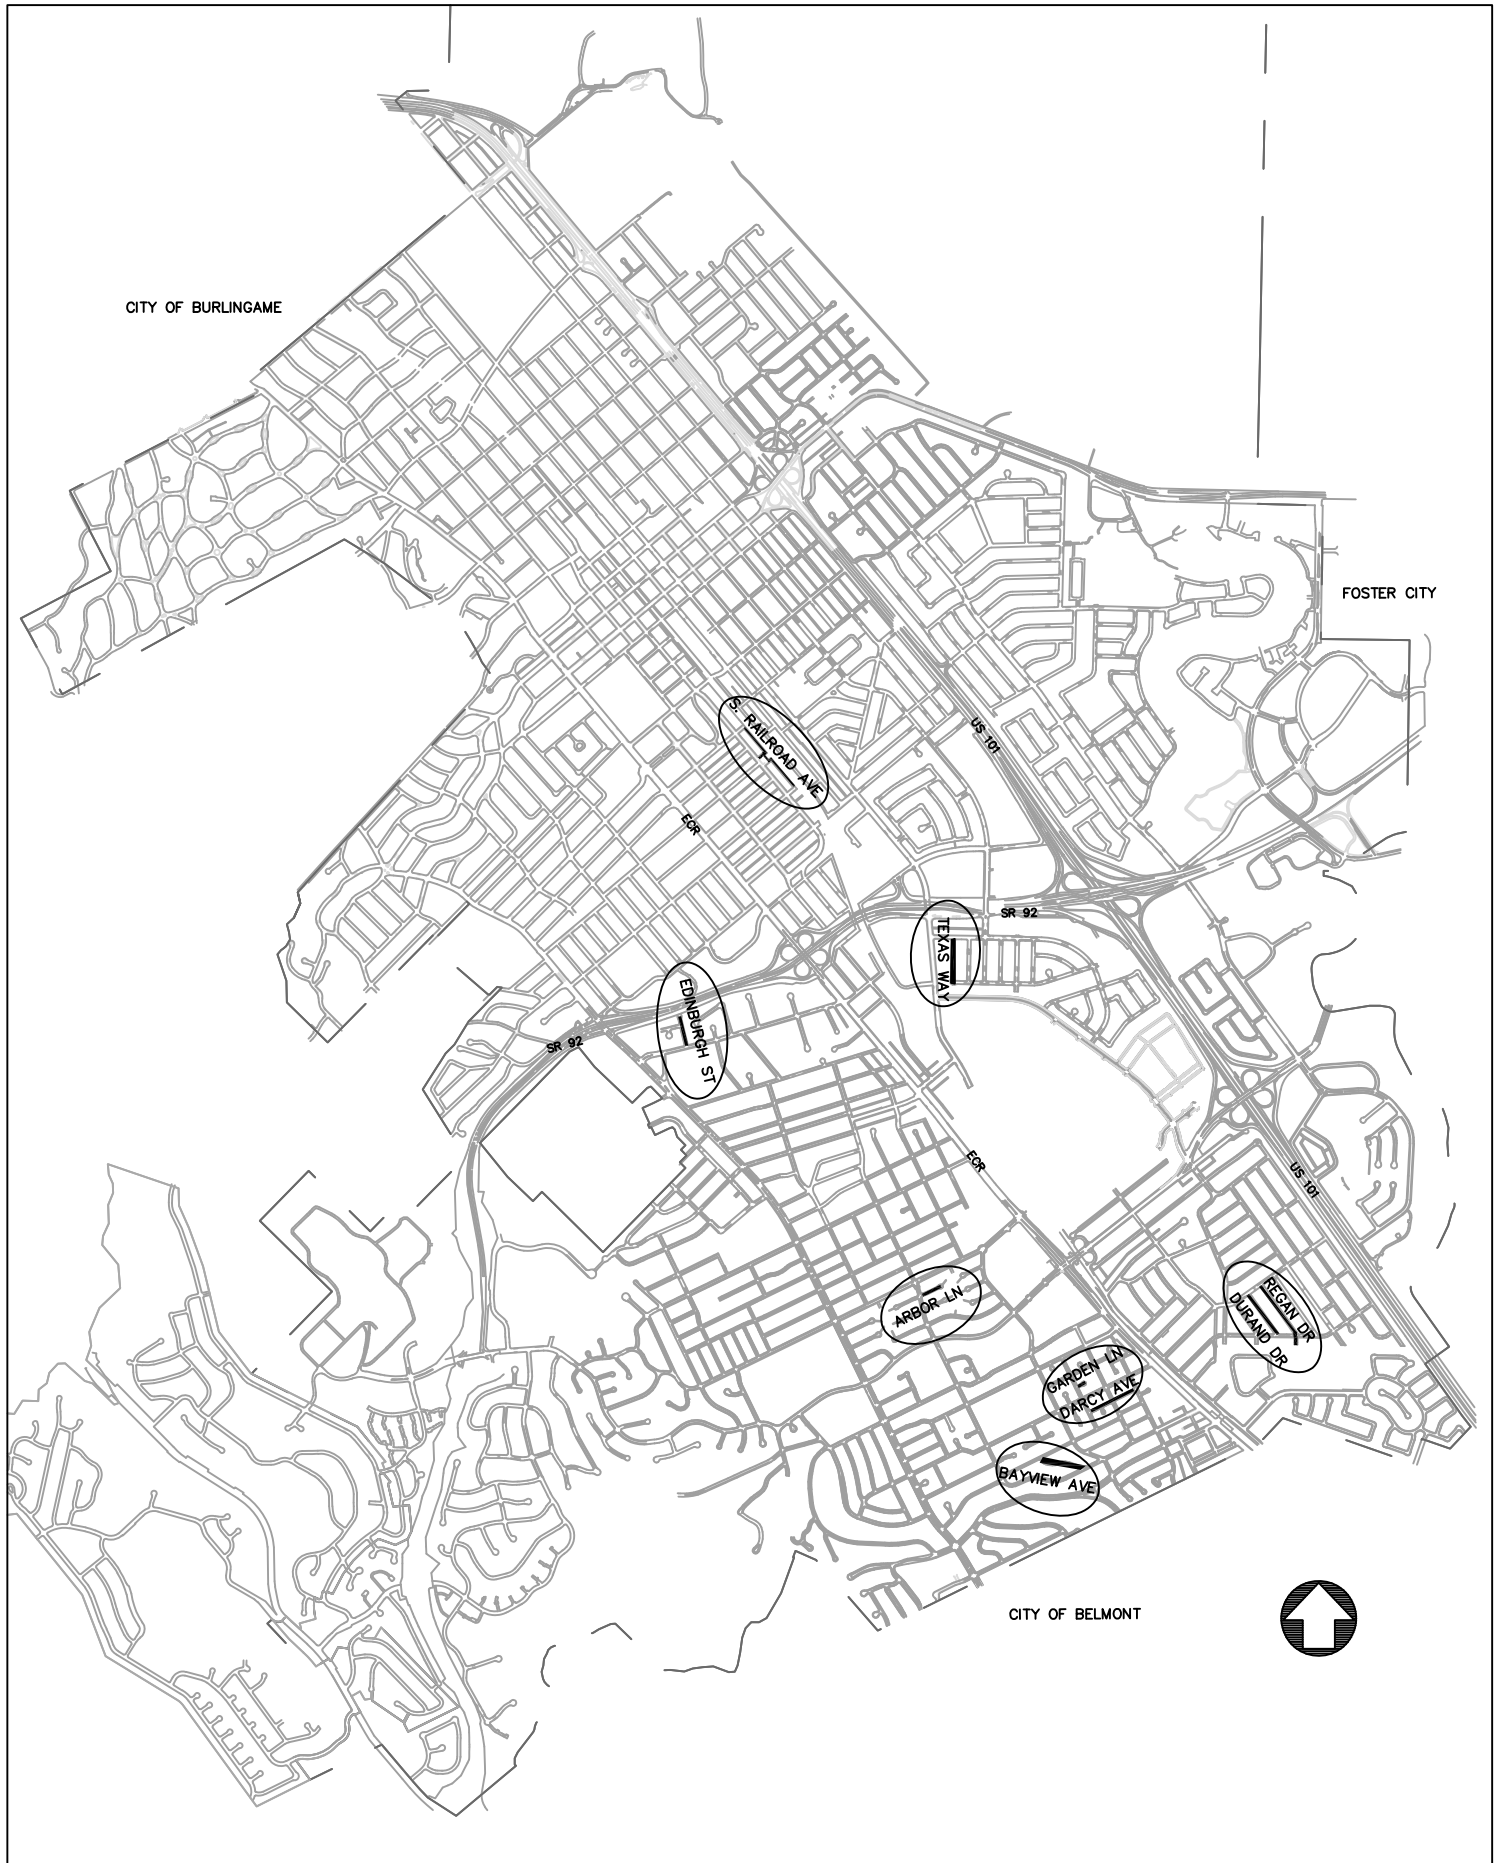 CITY OF BURLINGAME
FOSTER CITY
S. RAILROAD AVE
US 101
ECR
SR 92
TEXAS WAY
EDINBURGH ST
SR 92
ECR
US 101
ARBOR LN
REGAN DR
DURAND DR
GARDEN LN
DARCY AVE
BAYVIEW AVE
CITY OF BELMONT